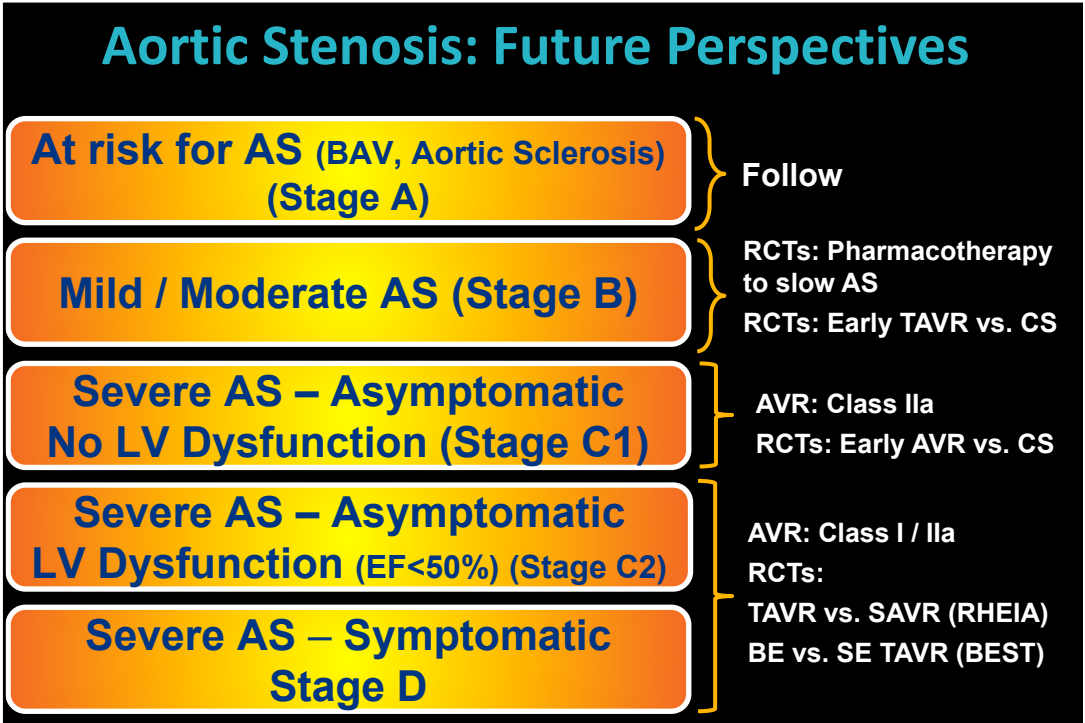 Aortic Stenosis: Future Perspectives
At risk for AS (BAV, Aortic Sclerosis)
(Stage A)
Follow
Mild / Moderate AS (Stage B)
RCTs: Pharmacotherapy
to slow AS
RCTs: Early TAVR vs. CS
Severe AS – Asymptomatic
No LV Dysfunction (Stage C1)
AVR: Class IIa
RCTs: Early AVR vs. CS
Severe AS – Asymptomatic
LV Dysfunction (EF<50%) (Stage C2)
Severe AS – Symptomatic
Stage D
AVR: Class I / IIa
RCTs:
TAVR vs. SAVR (RHEIA)
BE vs. SE TAVR (BEST)